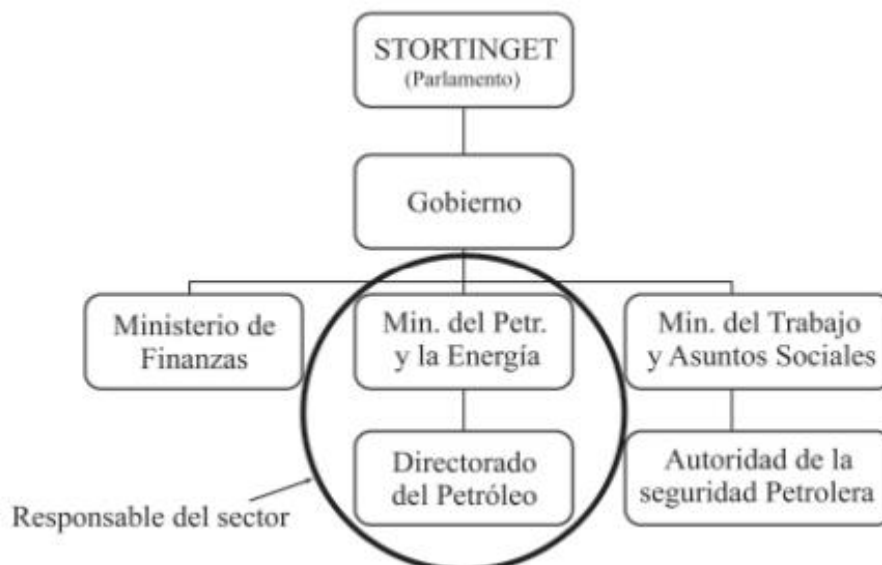 STORTINGET
(Parlamento)
Gobierno
Ministerio de
Finanzas
Min. del Petr.
y la Energía
Min. del Trabajo
y Asuntos Sociales
Directorado
del Petróleo
Autoridad de la
seguridad Petrolera
Responsable del sector